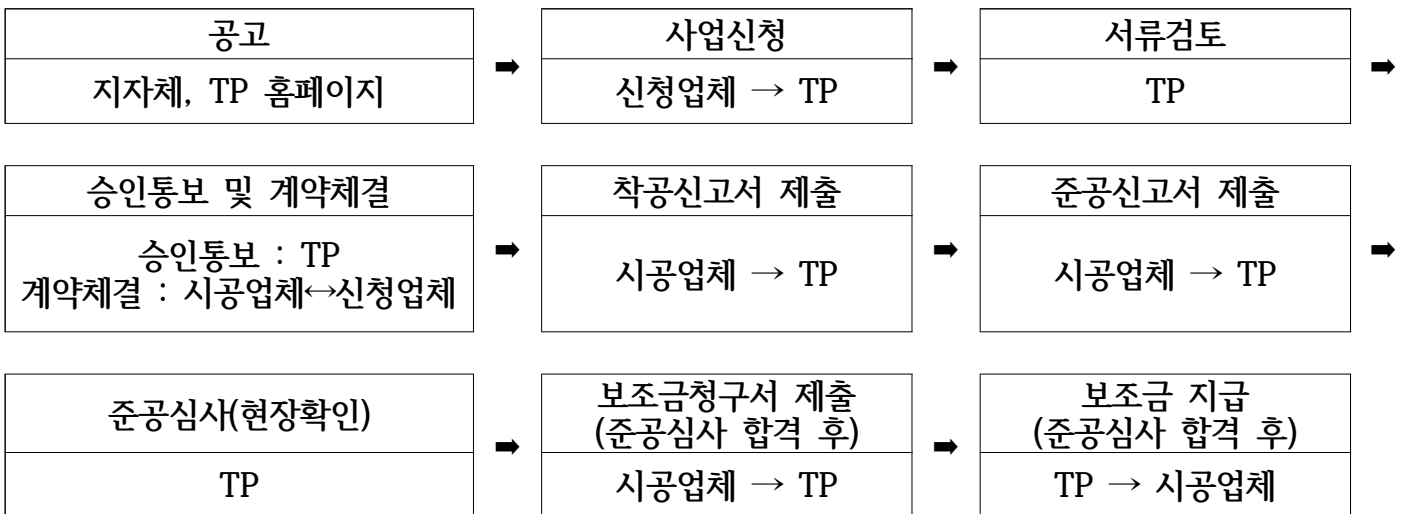 공고
지자체, TP 홈페이지
➡
사업신청
신청업체 → TP
➡
서류검토
TP
➡
승인통보 및 계약체결
승인통보 : TP
계약체결 : 시공업체↔신청업체
➡
착공신고서 제출
시공업체 → TP
➡
준공신고서 제출
시공업체 → TP
➡
준공심사(현장확인)
TP
➡
보조금청구서 제출
(준공심사 합격 후)
시공업체 → TP
➡
보조금 지급
(준공심사 합격 후)
TP → 시공업체